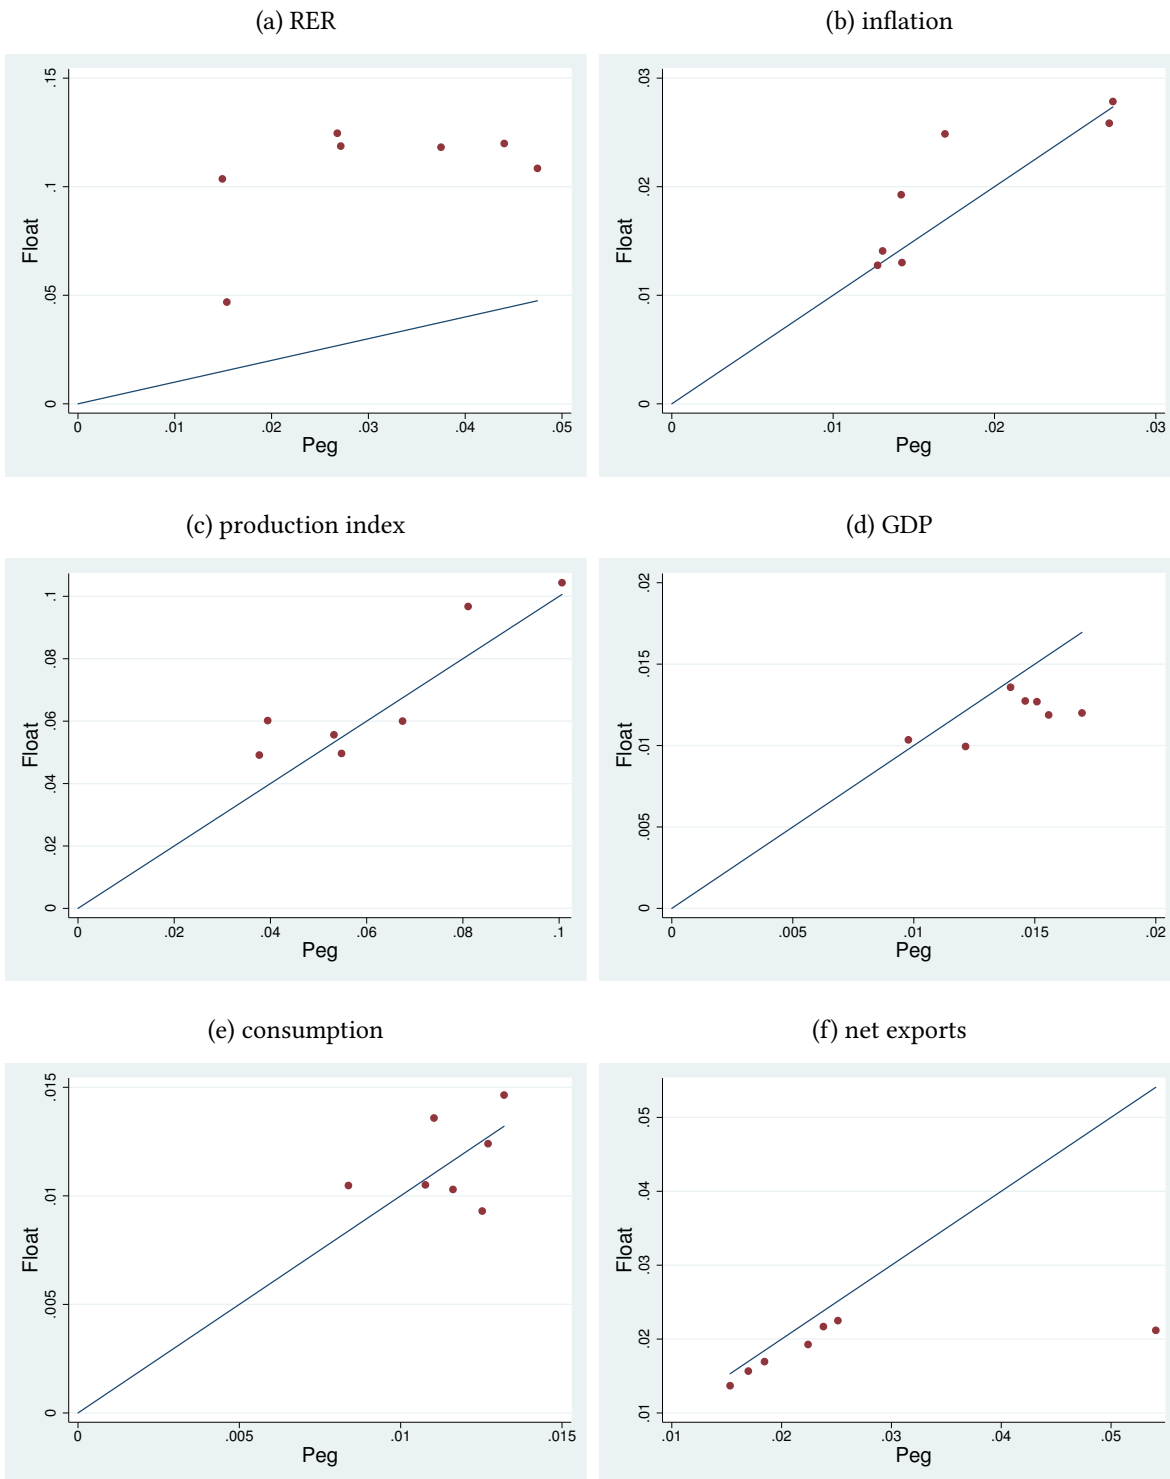 (a) RER
(b) inflation
.15
.1
.05
0
Float
0 .01 .02 .03 .04 .05
Peg
.03
.02
.01
0
Float
0 .01 .02 .03
Peg
(c) production index
(d) GDP
.1
.08
.06
.04
.02
0
Float
0 .02 .04 .06 .08 .1
Peg
.02
.015
.01
.005
0
Float
0 .005 .01 .015 .02
Peg
(e) consumption
(f) net exports
.015
.01
.005
0
Float
0 .005 .01 .015
Peg
.05
.04
.03
.02
.01
Float
.01 .02 .03 .04 .05
Peg